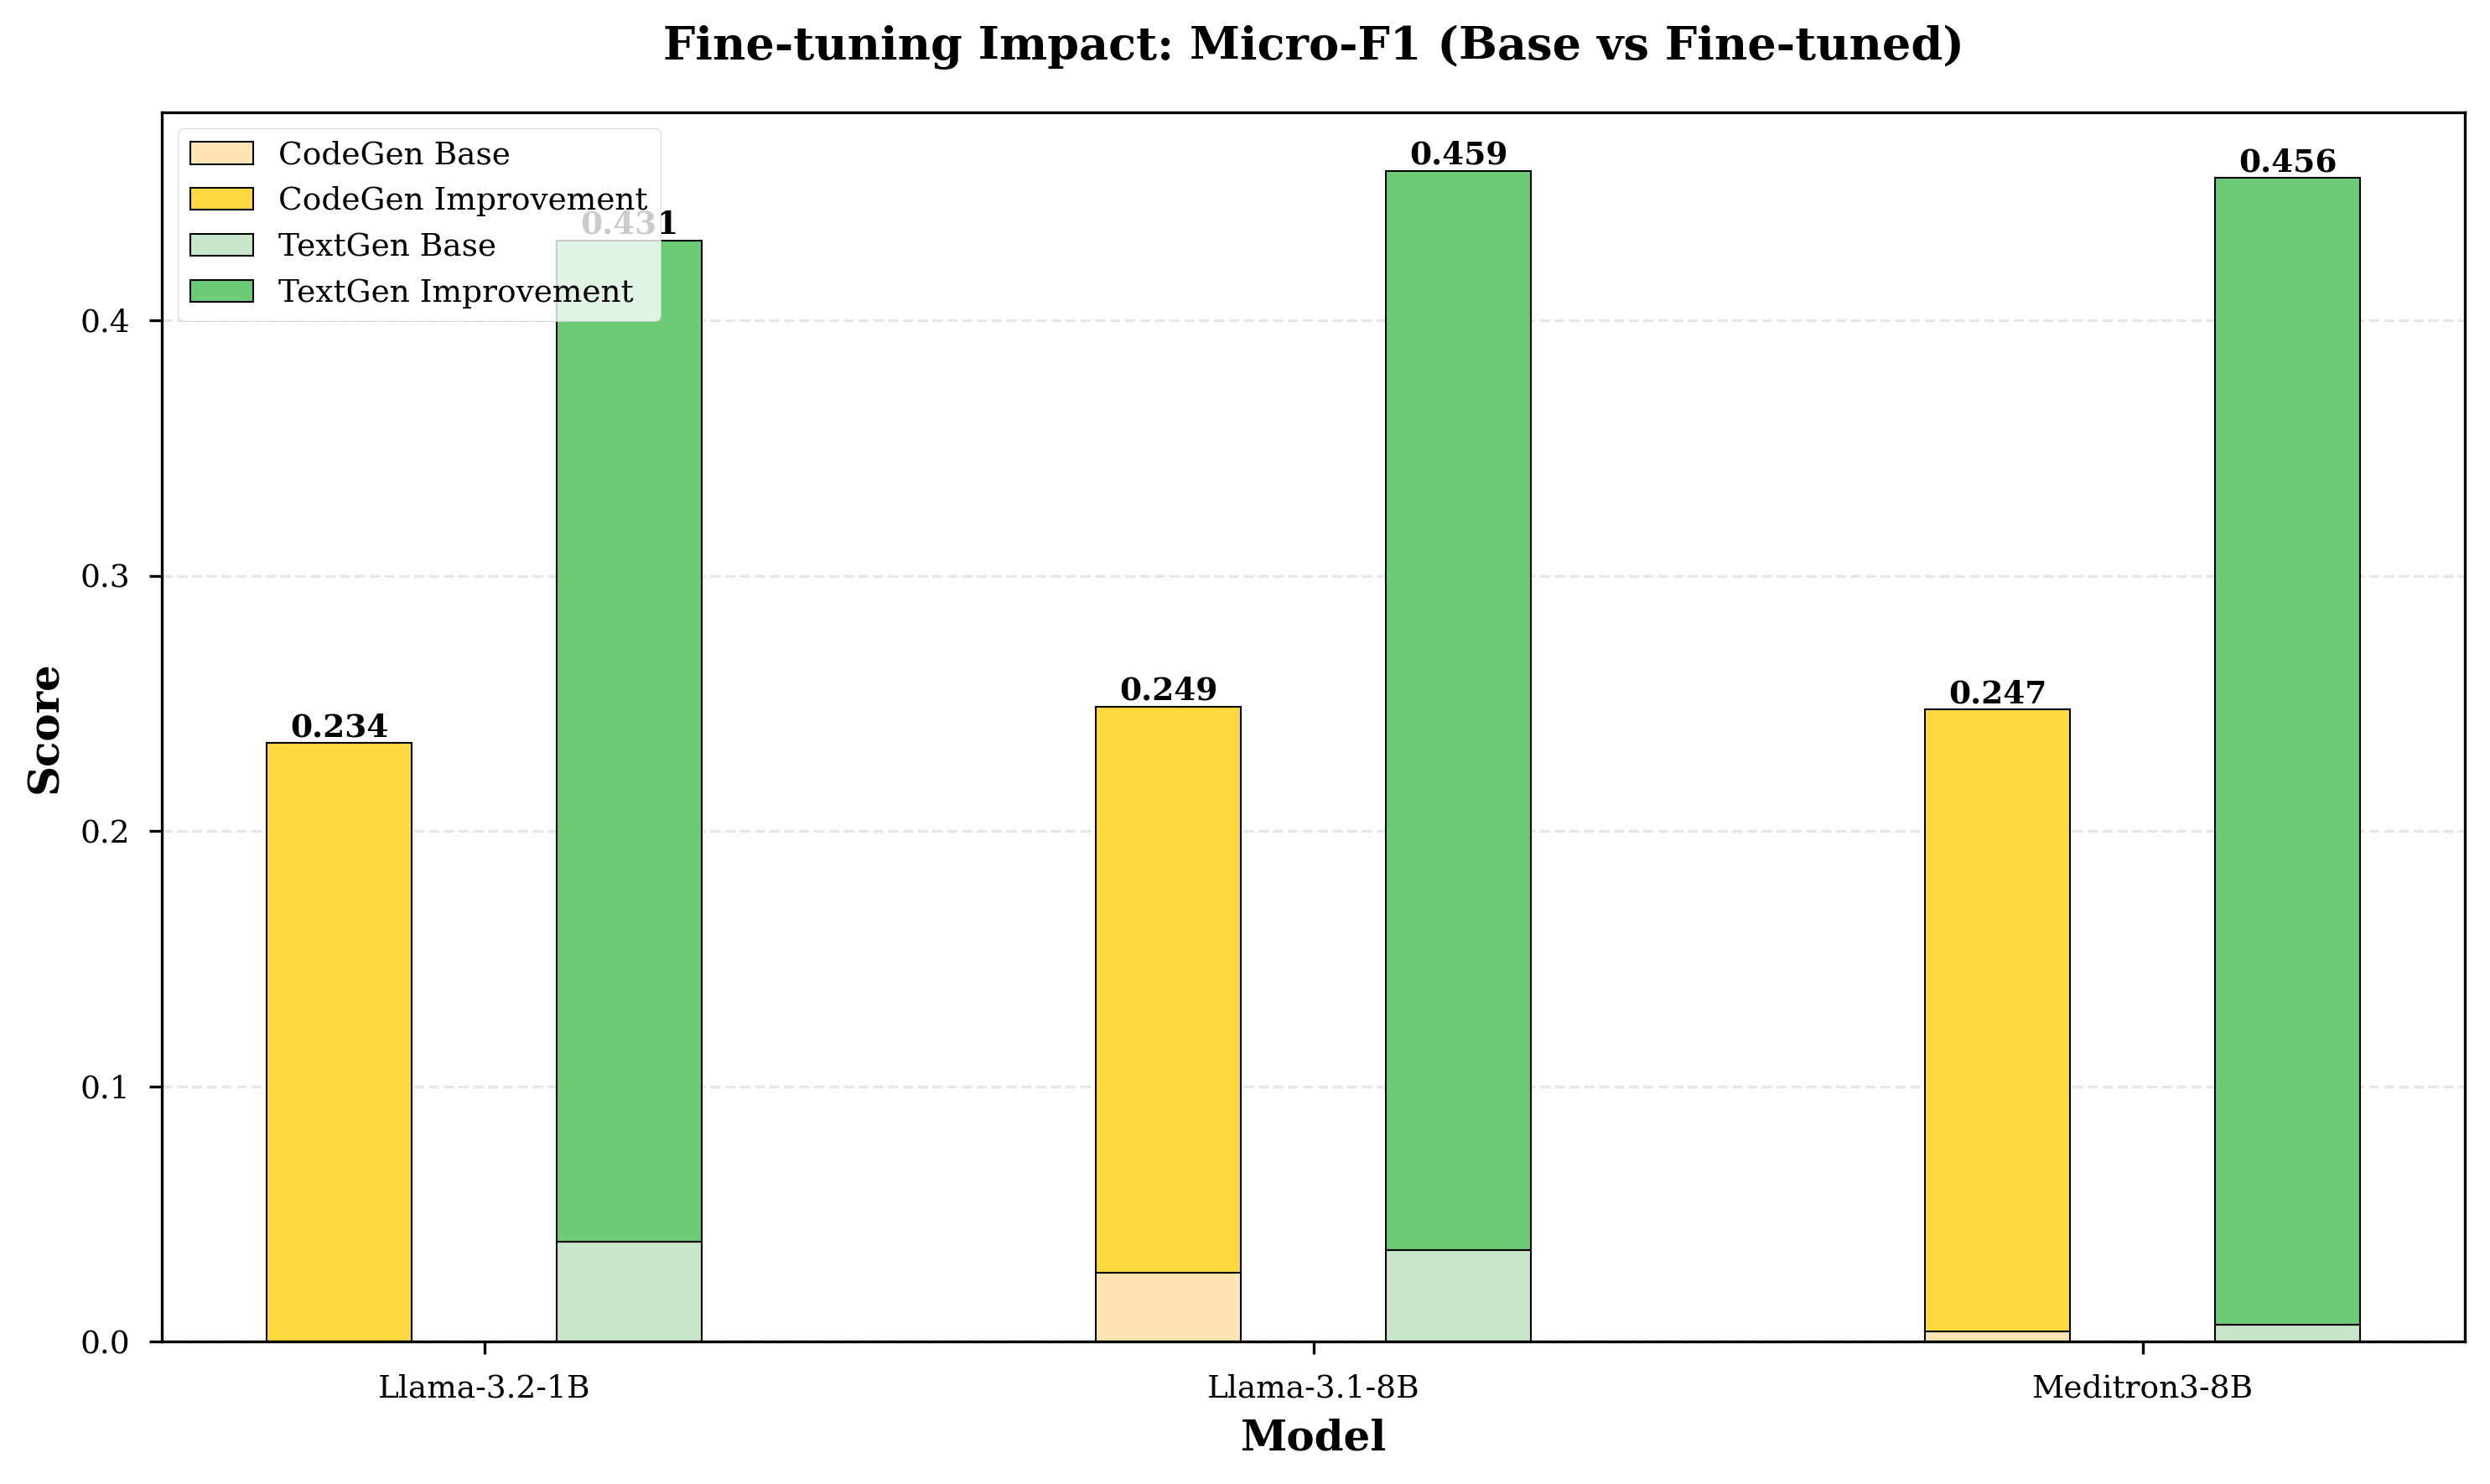 Fine-tuning Impact: Micro-F1 (Base vs Fine-tuned)
CodeGen Base
CodeGen Improvement
TextGen Base
TextGen Improvement
0.431
0.459
0.456
0.234
0.249
0.247
0.4
0.3
0.2
0.1
0.0
Score
Llama-3.2-1B
Llama-3.1-8B
Meditron3-8B
Model